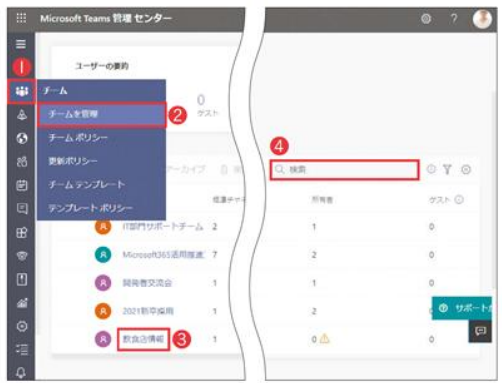 Microsoft Teams 管理センター
?
1
ユーザーの要約
チーム
チームを管理
2
0
ゲスト
チーム ポリシー
更新ポリシー
チーム テンプレート
テンプレート ポリシー
アーカイブ
4
検索
所有者
ゲスト
IT部門サポートチーム 2 1 0
Microsoft365活用推進 7 2 0
開発者交流会 1 1 0
2021新卒採用 1 2 0
サポートが
飲食店情報 3 1 0 0